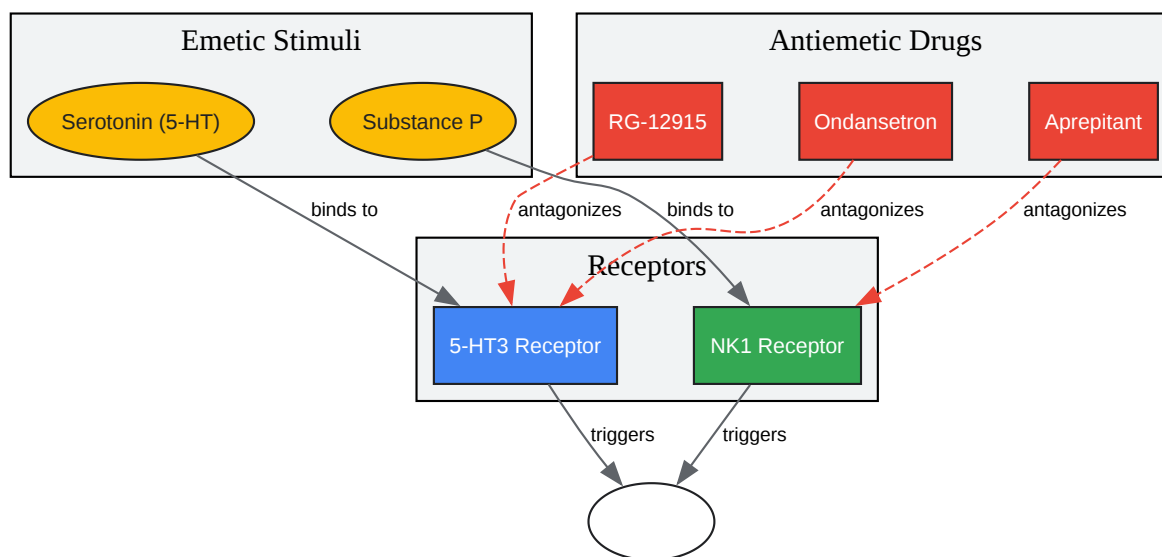 Emetic Stimuli
Antiemetic Drugs
Serotonin (5-HT)
Substance P
RG-12915
Ondansetron
Aprepitant
binds to
antagonizes
binds to
antagonizes
antagonizes
Receptors
5-HT3 Receptor
NK1 Receptor
triggers
triggers